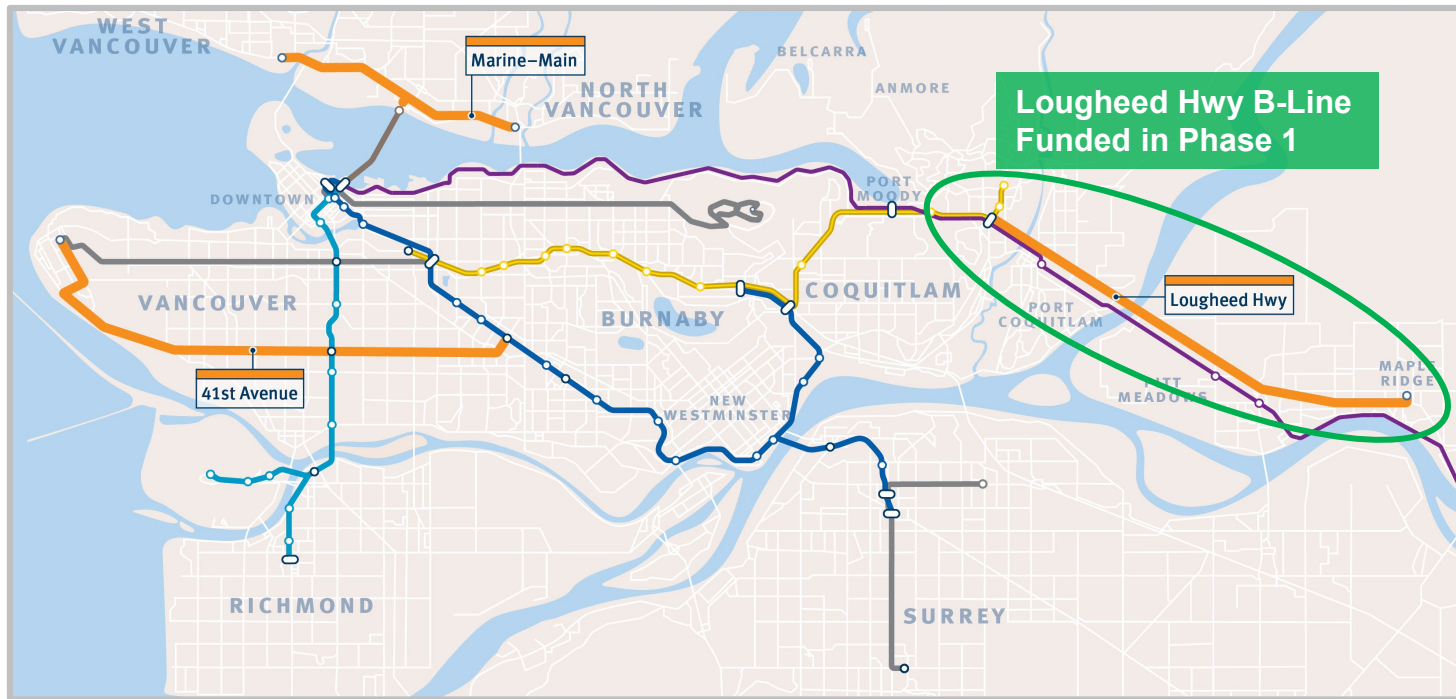 WEST
VANCOUVER
Marine–Main
NORTH
VANCOUVER
BELCARRA
ANMORE
Lougheed Hwy B-Line
Funded in Phase 1
DOWNTOWN
PORT
MOODY
VANCOUVER
BURNABY
COQUITLAM
PORT
COQUITLAM
Lougheed Hwy
41st Avenue
NEW
WESTMINSTER
PITT
MEADOWS
MAPLE
RIDGE
RICHMOND
SURREY